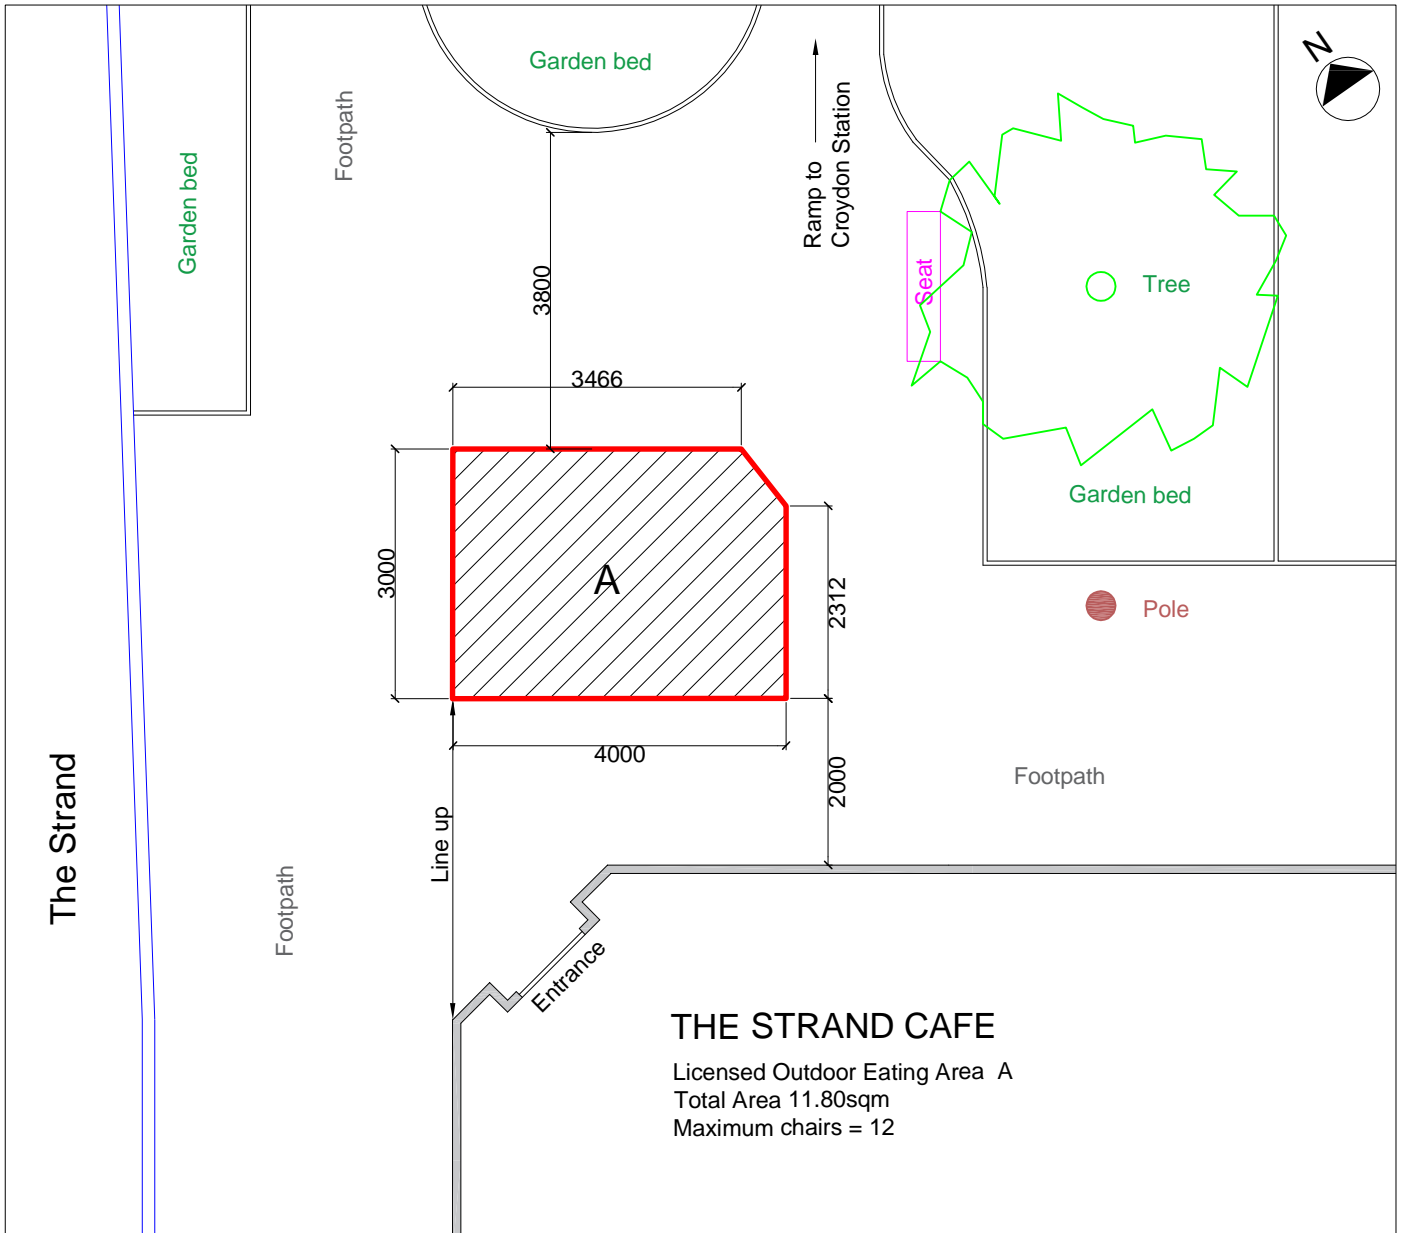 Garden bed
N
Footpath
Ramp to
Croydon Station
Garden bed
3800
Seat
Tree
3466
Garden bed
3000
A
2312
Pole
4000
2000
Footpath
The Strand
Line up
Footpath
Entrance
THE STRAND CAFE
Licensed Outdoor Eating Area A
Total Area 11.80sqm
Maximum chairs = 12